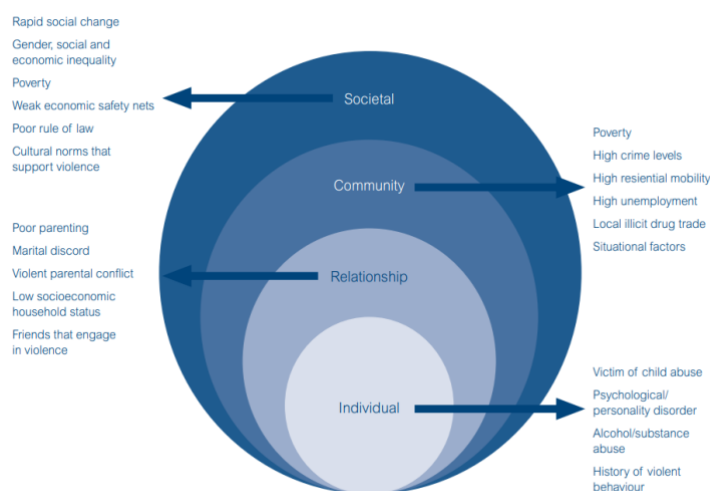 Rapid social change
Gender, social and
economic inequality
Poverty
Weak economic safety nets
Poor rule of law
Cultural norms that
support violence
Societal
Poverty
High crime levels
High resiential mobility
High unemployment
Local illicit drug trade
Situational factors
Community
Poor parenting
Marital discord
Violent parental conflict
Low socioeconomic
household status
Friends that engage
in violence
Relationship
Victim of child abuse
Psychological/
personality disorder
Alcohol/substance
abuse
History of violent
behaviour
Individual